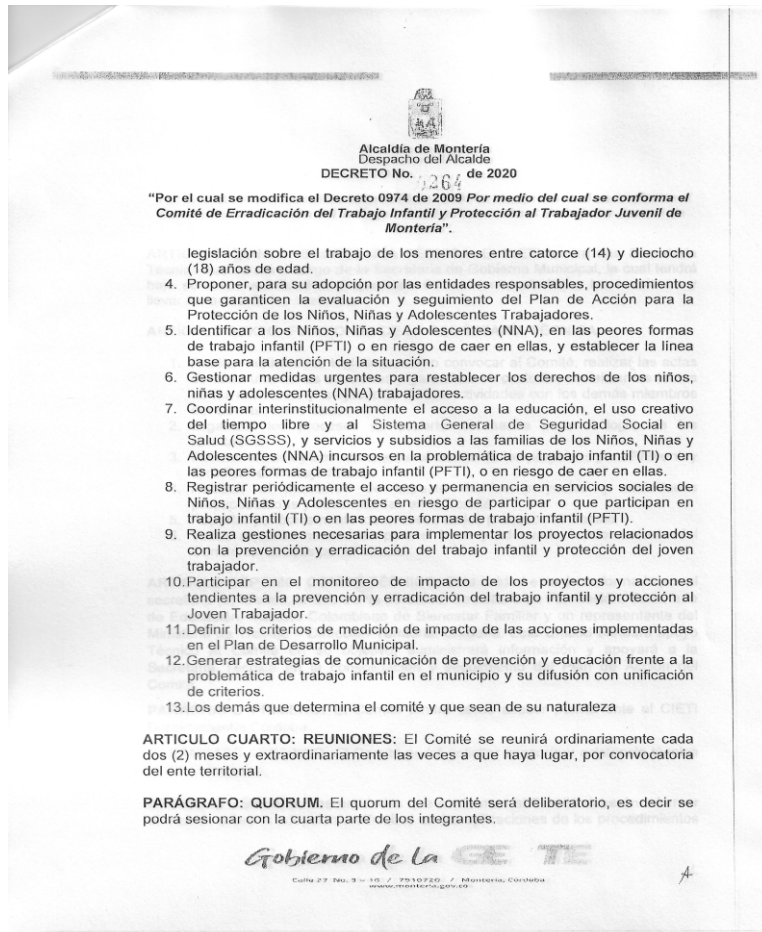 Alcaldía de Montería
Despacho del Alcalde
DECRETO No. 0264 de 2020
"Por el cual se modifica el Decreto 0974 de 2009 Por medio del cual se conforma el
Comité de Erradicación del Trabajo Infantil y Protección al Trabajador Juvenil de
Montería".
legislación sobre el trabajo de los menores entre catorce (14) y dieciocho
(18) años de edad.
4. Proponer, para su adopción por las entidades responsables, procedimientos
que garanticen la evaluación y seguimiento del Plan de Acción para la
Protección de los Niños, Niñas y Adolescentes Trabajadores.
5. Identificar a los Niños, Niñas y Adolescentes (NNA), en las peores formas
de trabajo infantil (PFTI) o en riesgo de caer en ellas, y establecer la línea
base para la atención de la situación.
6. Gestionar medidas urgentes para restablecer los derechos de los niños,
niñas y adolescentes (NNA) trabajadores.
7. Coordinar interinstitucionalmente el acceso a la educación, el uso creativo
del tiempo libre y al Sistema General de Seguridad Social en
Salud (SGSSS), y servicios y subsidios a las familias de los Niños, Niñas y
Adolescentes (NNA) incursos en la problemática de trabajo infantil (TI) o en
las peores formas de trabajo infantil (PFTI), o en riesgo de caer en ellas.
8. Registrar periódicamente el acceso y permanencia en servicios sociales de
Niños, Niñas y Adolescentes en riesgo de participar o que participan en
trabajo infantil (TI) o en las peores formas de trabajo infantil (PFTI).
9. Realiza gestiones necesarias para implementar los proyectos relacionados
con la prevención y erradicación del trabajo infantil y protección del joven
trabajador.
10. Participar en el monitoreo de impacto de los proyectos y acciones
tendientes a la prevención y erradicación del trabajo infantil y protección al
Joven Trabajador.
11. Definir los criterios de medición de impacto de las acciones implementadas
en el Plan de Desarrollo Municipal.
12. Generar estrategias de comunicación de prevención y educación frente a la
problemática de trabajo infantil en el municipio y su difusión con unificación
de criterios.
13. Los demás que determina el comité y que sean de su naturaleza
ARTICULO CUARTO: REUNIONES: El Comité se reunirá ordinariamente cada
dos (2) meses y extraordinariamente las veces a que haya lugar, por convocatoria
del ente territorial.
PARÁGRAFO: QUORUM. El quorum del Comité será deliberatorio, es decir se
podrá sesionar con la cuarta parte de los integrantes.
Gobierno de la GE TE
Calle 27 No. 3 - 16 / 7910720 / Montería, Córdoba
www.monteria.gov.co